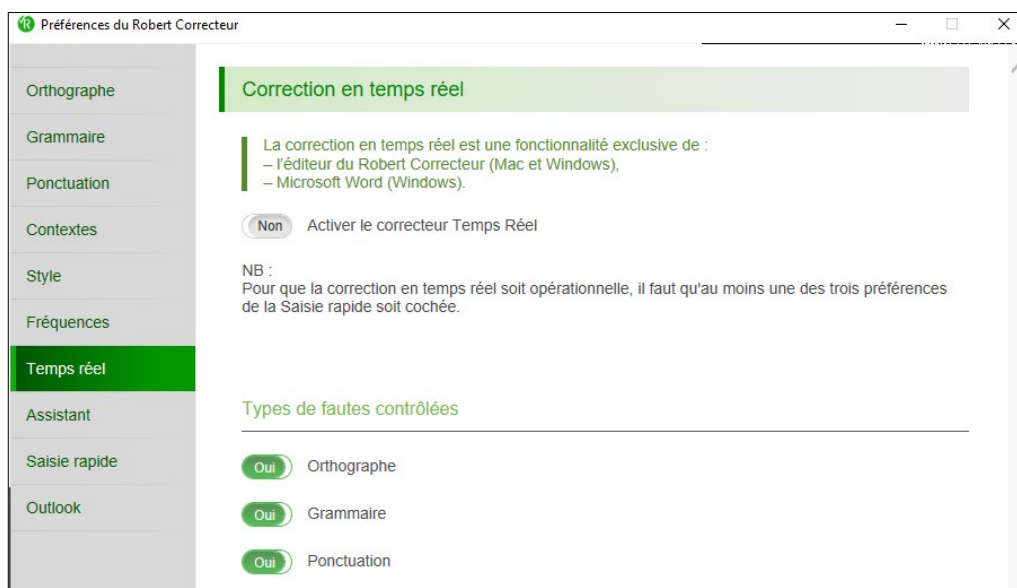 Préférences du Robert Correcteur
Orthographe
Grammaire
Ponctuation
Contextes
Style
Fréquences
Temps réel
Assistant
Saisie rapide
Outlook
Correction en temps réel
La correction en temps réel est une fonctionnalité exclusive de :
– l'éditeur du Robert Correcteur (Mac et Windows),
– Microsoft Word (Windows).
Non Activer le correcteur Temps Réel
NB :
Pour que la correction en temps réel soit opérationnelle, il faut qu'au moins une des trois préférences
de la Saisie rapide soit cochée.
Types de fautes contrôlées
Oui Orthographe
Oui Grammaire
Oui Ponctuation